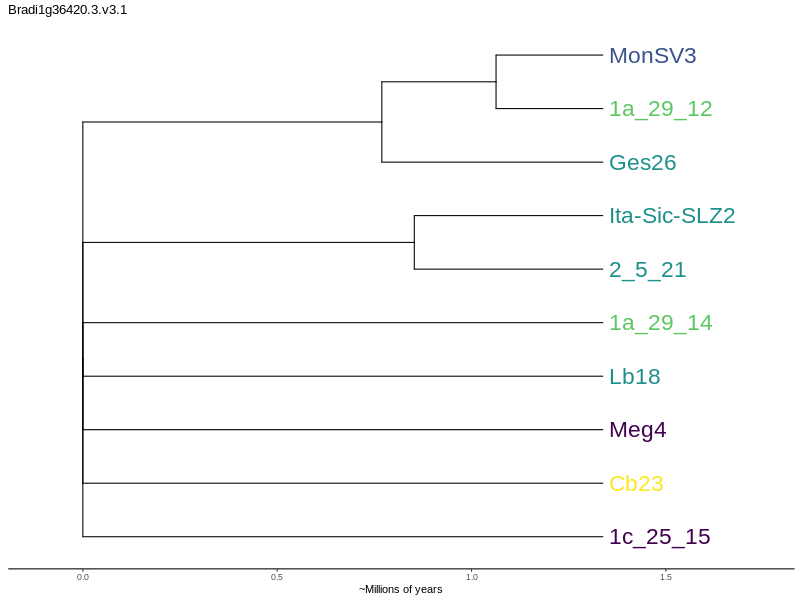 Bradi1g36420.3.v3.1
MonSV3
1a_29_12
Ges26
Ita-Sic-SLZ2
2_5_21
1a_29_14
Lb18
Meg4
Cb23
1c_25_15
0.0 0.5 1.0 1.5
~Millions of years